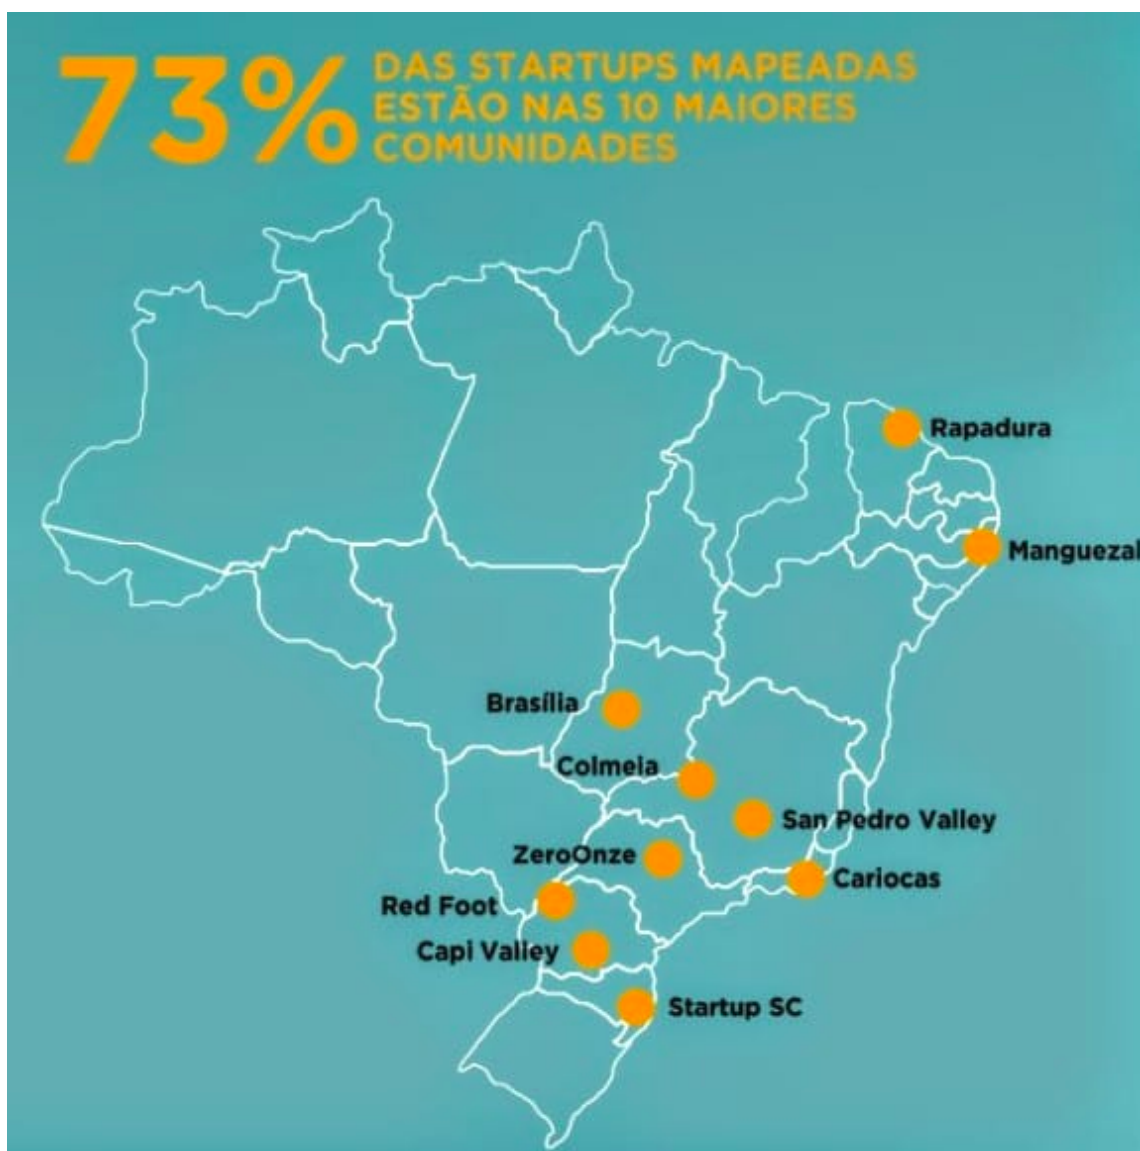 73% DAS STARTUPS MAPEADAS
ESTÃO NAS 10 MAIORES
COMUNIDADES
Rapadura
Manguezal
Brasília
Colmeia
San Pedro Valley
ZeroOnze
Cariocas
Red Foot
Capi Valley
Startup SC